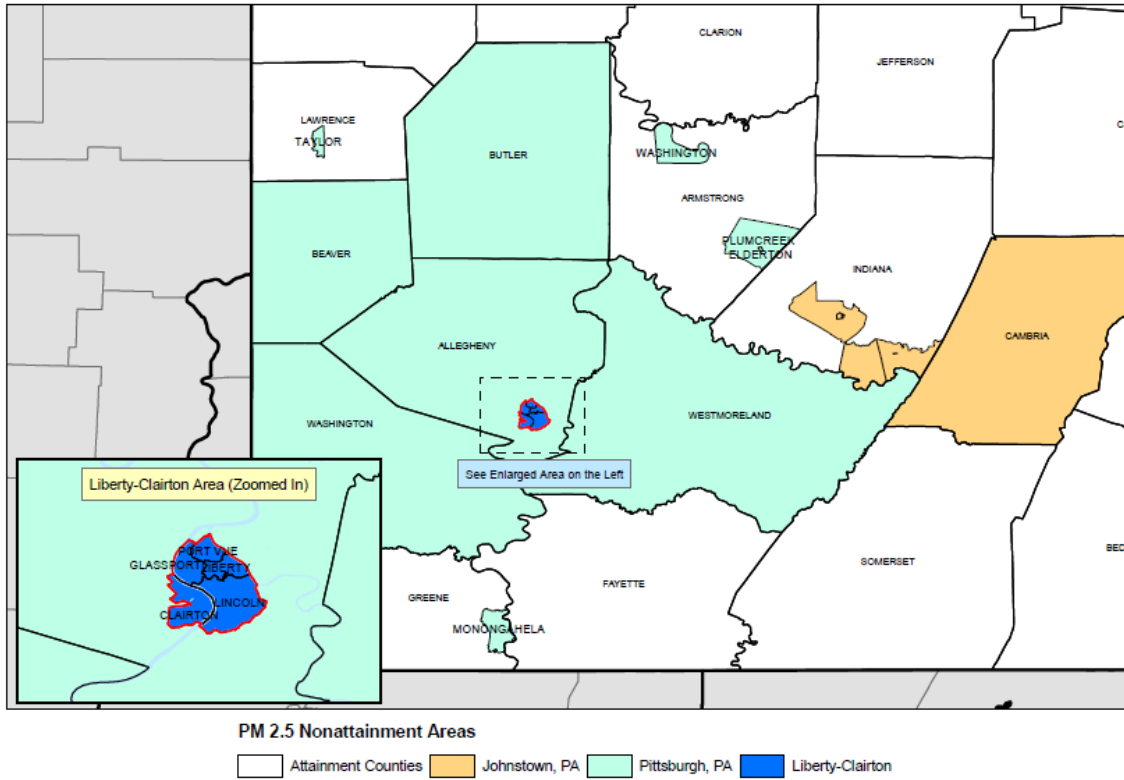 CLARION
JEFFERSON
C
LAWRENCE
TAYLOR
BUTLER
WASHINGTON
ARMSTRONG
PLUMCREEK
ELDERTON
BEAVER
INDIANA
ALLEGHENY
CAMBRIA
WASHINGTON
WESTMORELAND
See Enlarged Area on the Left
Liberty-Clairton Area (Zoomed In)
PORT VUE
GLASSPORT
LIBERTY
LINCOLN
CLAIRTON
BED
SOMERSET
FAYETTE
GREENE
MONONGAHELA
PM 2.5 Nonattainment Areas
Attainment Counties Johnstown, PA Pittsburgh, PA Liberty-Clairton